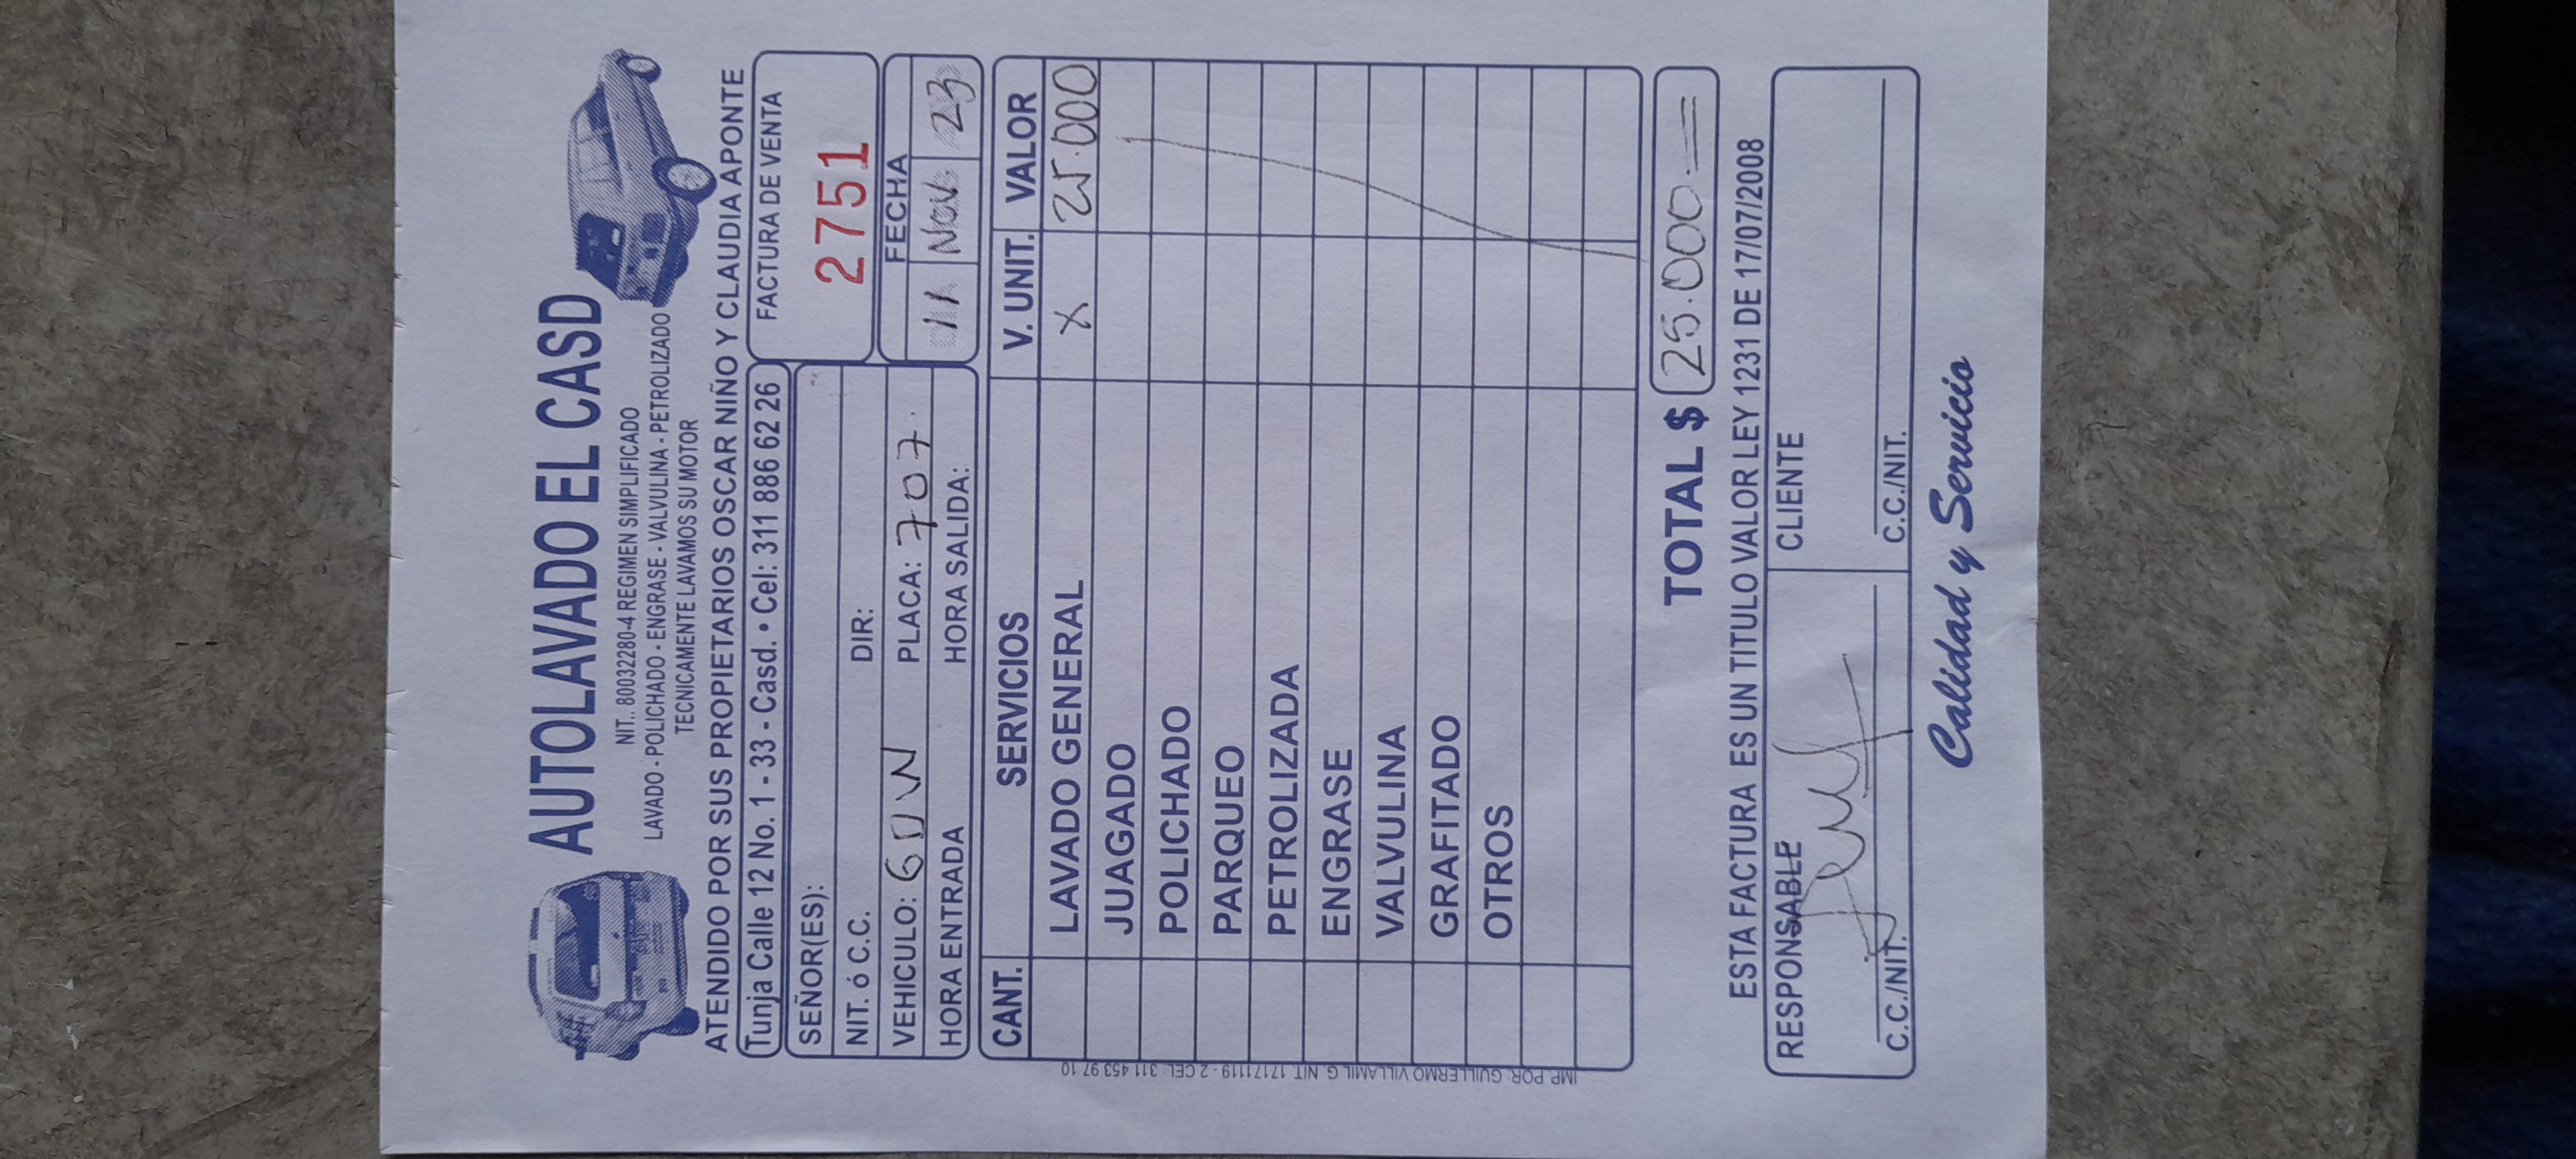 AUTOLAVADO EL CASD
NIT.. 80032280-4 REGIMEN SIMPLIFICADO
LAVADO - POLICHADO - ENGRASE - VALVULINA - PETROLIZADO
TECNICAMENTE LAVAMOS SU MOTOR
ATENDIDO POR SUS PROPIETARIOS OSCAR NIÑO Y CLAUDIA APONTE
Tunja Calle 12 No. 1 - 33 - Casd. • Cel: 311 886 62 26
FACTURA DE VENTA
2751
SEÑOR(ES):
NIT. ó C.C. DIR:
VEHICULO: GDW PLACA: 707.
HORA ENTRADA HORA SALIDA:
FECHA
11 Nov 23
CANT. SERVICIOS V. UNIT. VALOR
LAVADO GENERAL X 25.000
JUAGADO
POLICHADO
PARQUEO
PETROLIZADA
ENGRASE
VALVULINA
GRAFITADO
OTROS
TOTAL $ 25.000=
ESTA FACTURA ES UN TITULO VALOR LEY 1231 DE 17/07/2008
RESPONSABLE CLIENTE
C.C./NIT. C.C./NIT.
Calidad y Servicio
IMP. POR: GUILLERMO VILLAMIL G. NIT. 17171119 - 2 CEL: 311 453 97 10